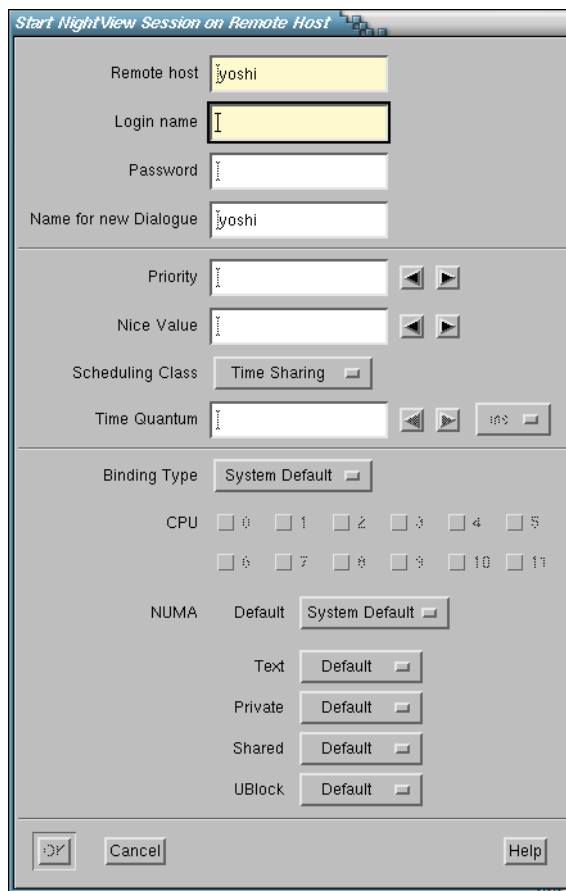 Start NightView Session on Remote Host
Remote host yoshi
Login name
Password
Name for new Dialogue yoshi
Priority
Nice Value
Scheduling Class Time Sharing
Time Quantum ms
Binding Type System Default
CPU 0 1 2 3 4 5
6 7 8 9 10 11
NUMA Default System Default
Text Default
Private Default
Shared Default
UBlock Default
OK Cancel Help